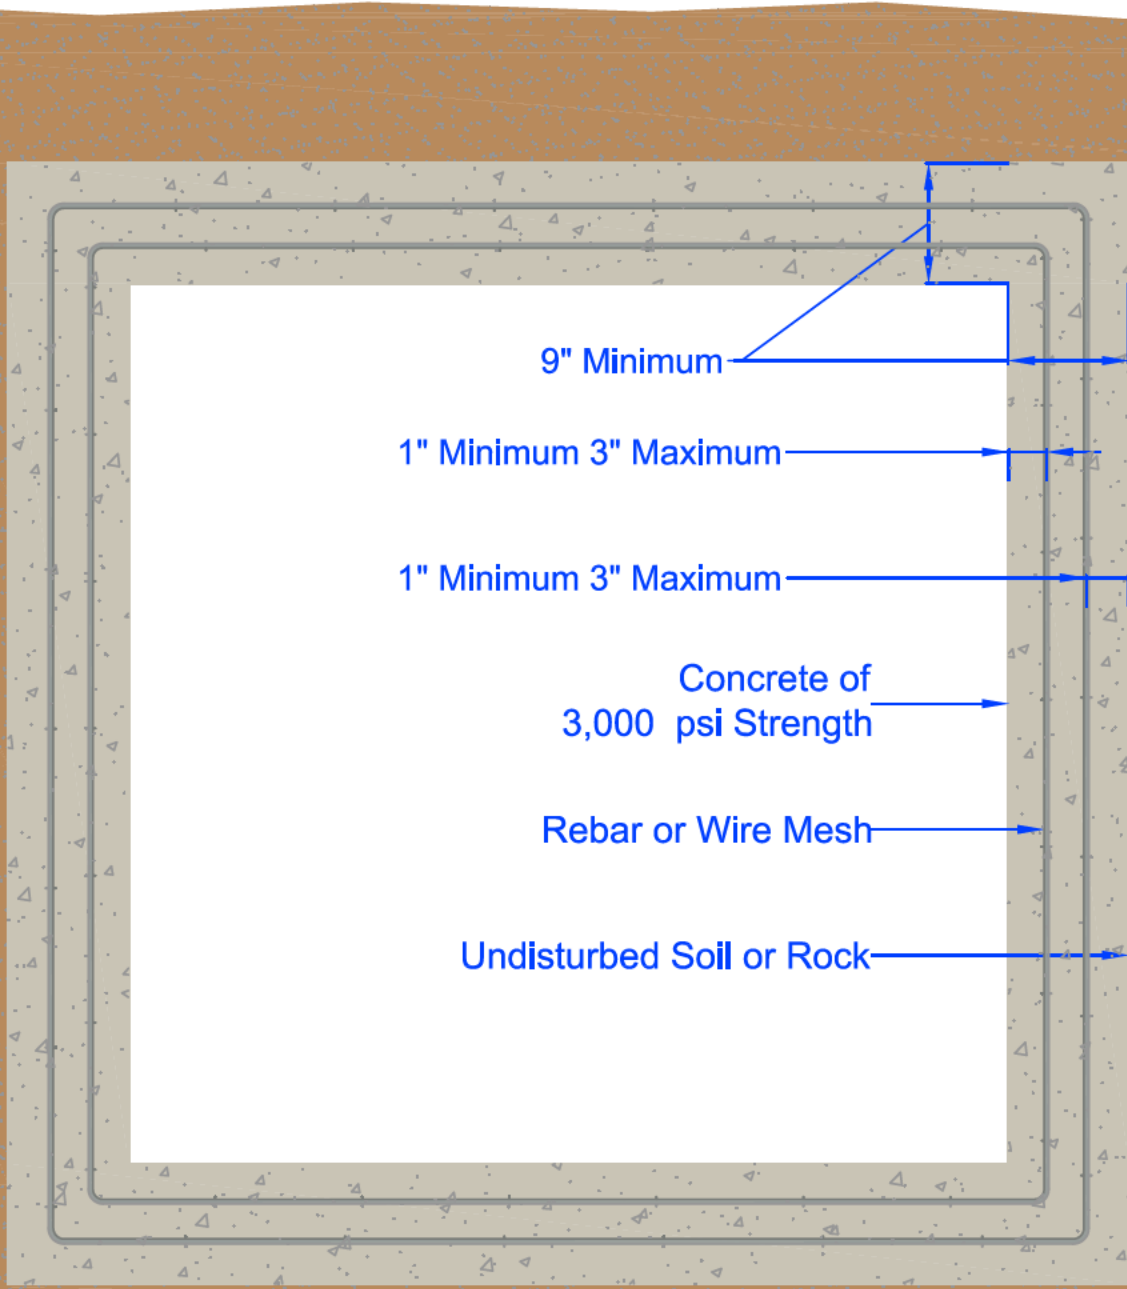 9" Minimum
1" Minimum 3" Maximum
1" Minimum 3" Maximum
Concrete of
3,000 psi Strength
Rebar or Wire Mesh
Undisturbed Soil or Rock